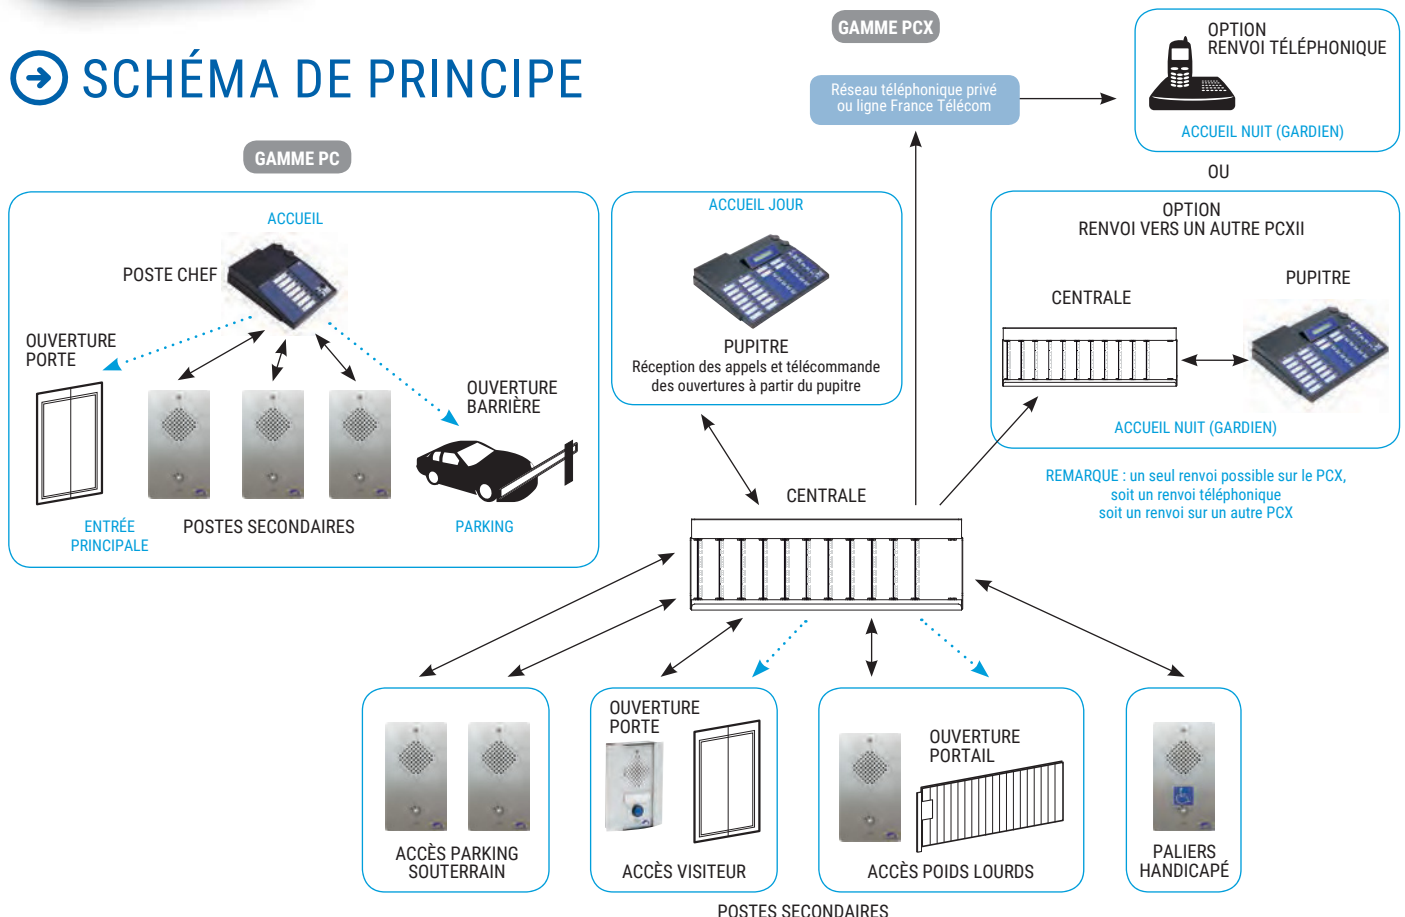 SCHÉMA DE PRINCIPE
GAMME PC
ACCUEIL
POSTE CHEF
OUVERTURE
PORTE
OUVERTURE
BARRIÈRE
ENTRÉE
PRINCIPALE
POSTES SECONDAIRES
PARKING
GAMME PCX
Réseau téléphonique privé
ou ligne France Télécom
OPTION
RENVOI TÉLÉPHONIQUE
ACCUEIL NUIT (GARDIEN)
OU
ACCUEIL JOUR
PUPITRE
Réception des appels et télécommande
des ouvertures à partir du pupitre
OPTION
RENVOI VERS UN AUTRE PCXII
CENTRALE
PUPITRE
ACCUEIL NUIT (GARDIEN)
REMARQUE : un seul renvoi possible sur le PCX,
soit un renvoi téléphonique
soit un renvoi sur un autre PCX
CENTRALE
ACCÈS PARKING
SOUTERRAIN
OUVERTURE
PORTE
ACCÈS VISITEUR
OUVERTURE
PORTAIL
ACCÈS POIDS LOURDS
PALIERS
HANDICAPÉ
POSTES SECONDAIRES